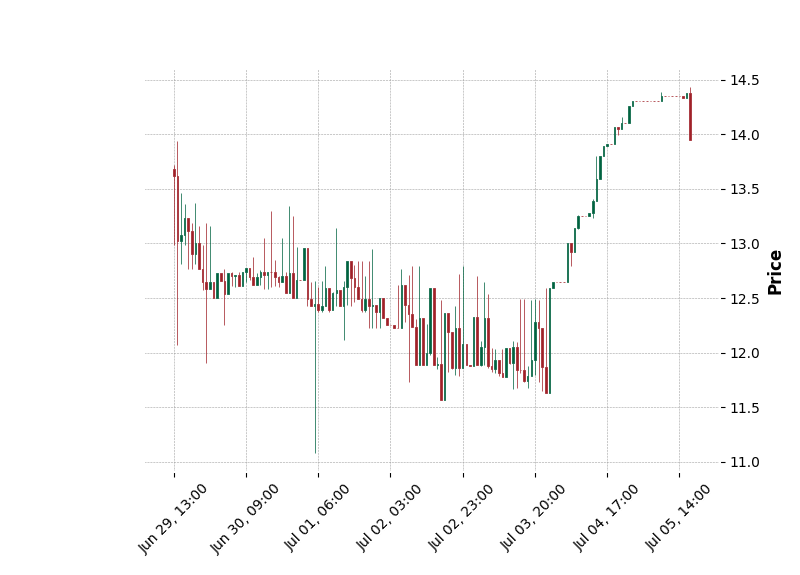 14.5
14.0
13.5
13.0
12.5
12.0
11.5
11.0
Price
Jun 29, 13:00
Jun 30, 09:00
Jul 01, 06:00
Jul 02, 03:00
Jul 02, 23:00
Jul 03, 20:00
Jul 04, 17:00
Jul 05, 14:00